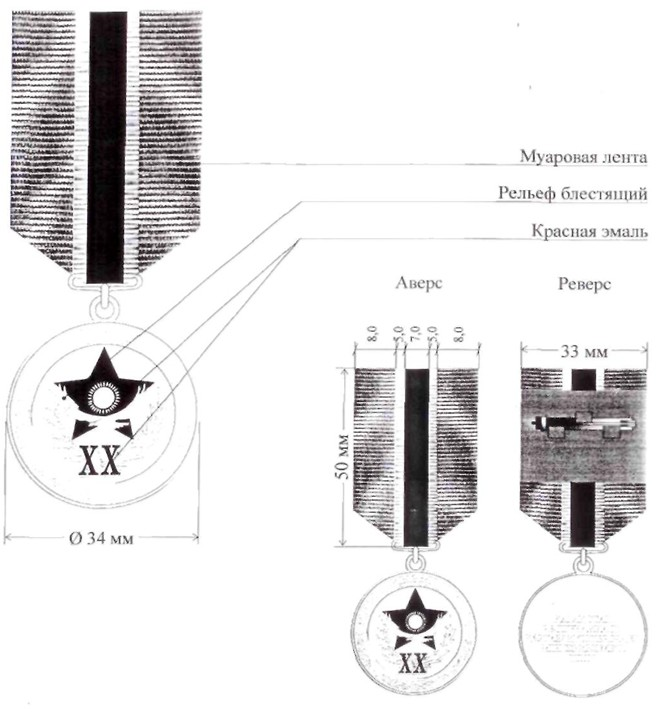 Муаровая лента
Рельеф блестящий
Красная эмаль
Аверс
Реверс
8,0
5,0
7,0
5,0
8,0
33 мм
50 мм
XX
Ø 34 мм
XX